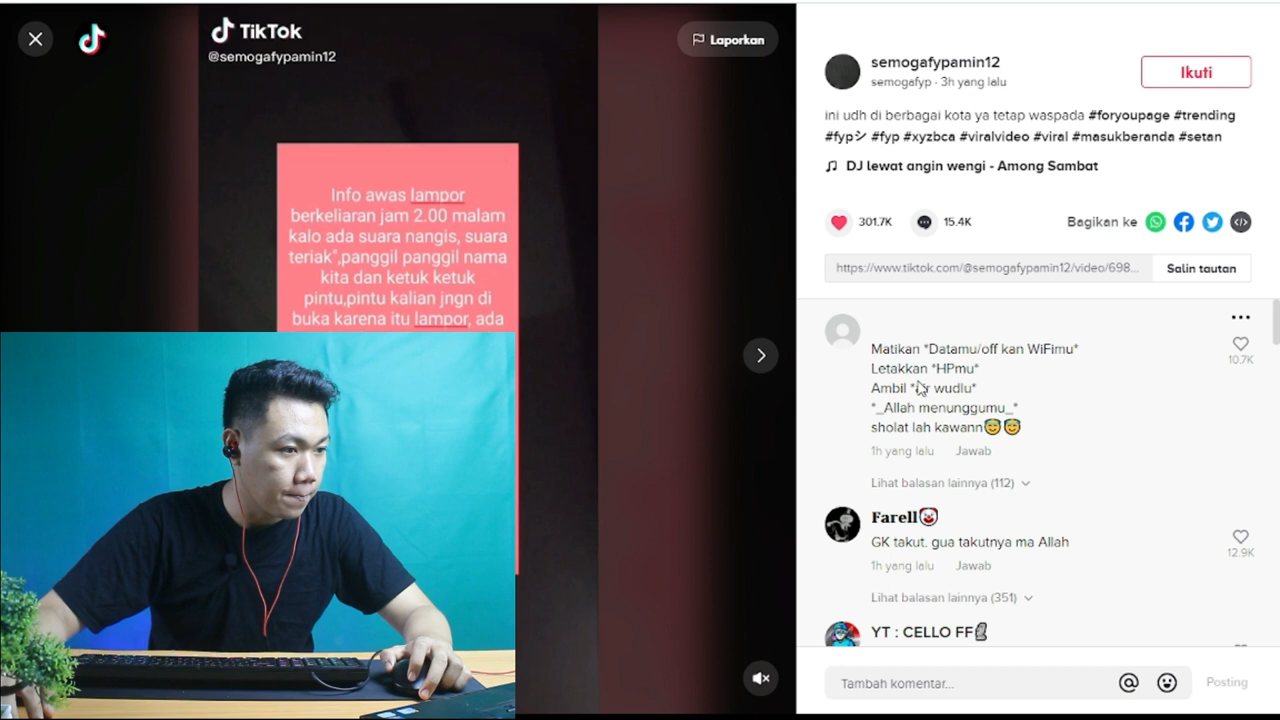 TikTok
@semogafypamin12
Laporkan
Info awas lampor
berkeliaran jam 2.00 malam
kalo ada suara nangis, suara
teriak",panggil panggil nama
kita dan ketuk ketuk
pintu,pintu kalian jngn di
buka karena itu lampor, ada
semogafypamin12
semogafyp · 3h yang lalu
Ikuti
ini udh di berbagai kota ya tetap waspada #foryoupage #trending
#fypシ #fyp #xyzbca #viralvideo #viral #masukberanda #setan
DJ lewat angin wengi - Among Sambat
301.7K
15.4K
Bagikan ke
https://www.tiktok.com/@semogafypamin12/video/698...
Salin tautan
Matikan *Datamu/off kan WiFimu*
Letakkan *HPmu*
Ambil wudlu*
*_Allah menunggumu_*
sholat lah kawann😇😇
10.7K
1h yang lalu Jawab
Lihat balasan lainnya (112)
Farell🤡
GK takut. gua takutnya ma Allah
12.9K
1h yang lalu Jawab
Lihat balasan lainnya (351)
YT : CELLO FF🗿
Tambah komentar...
Posting